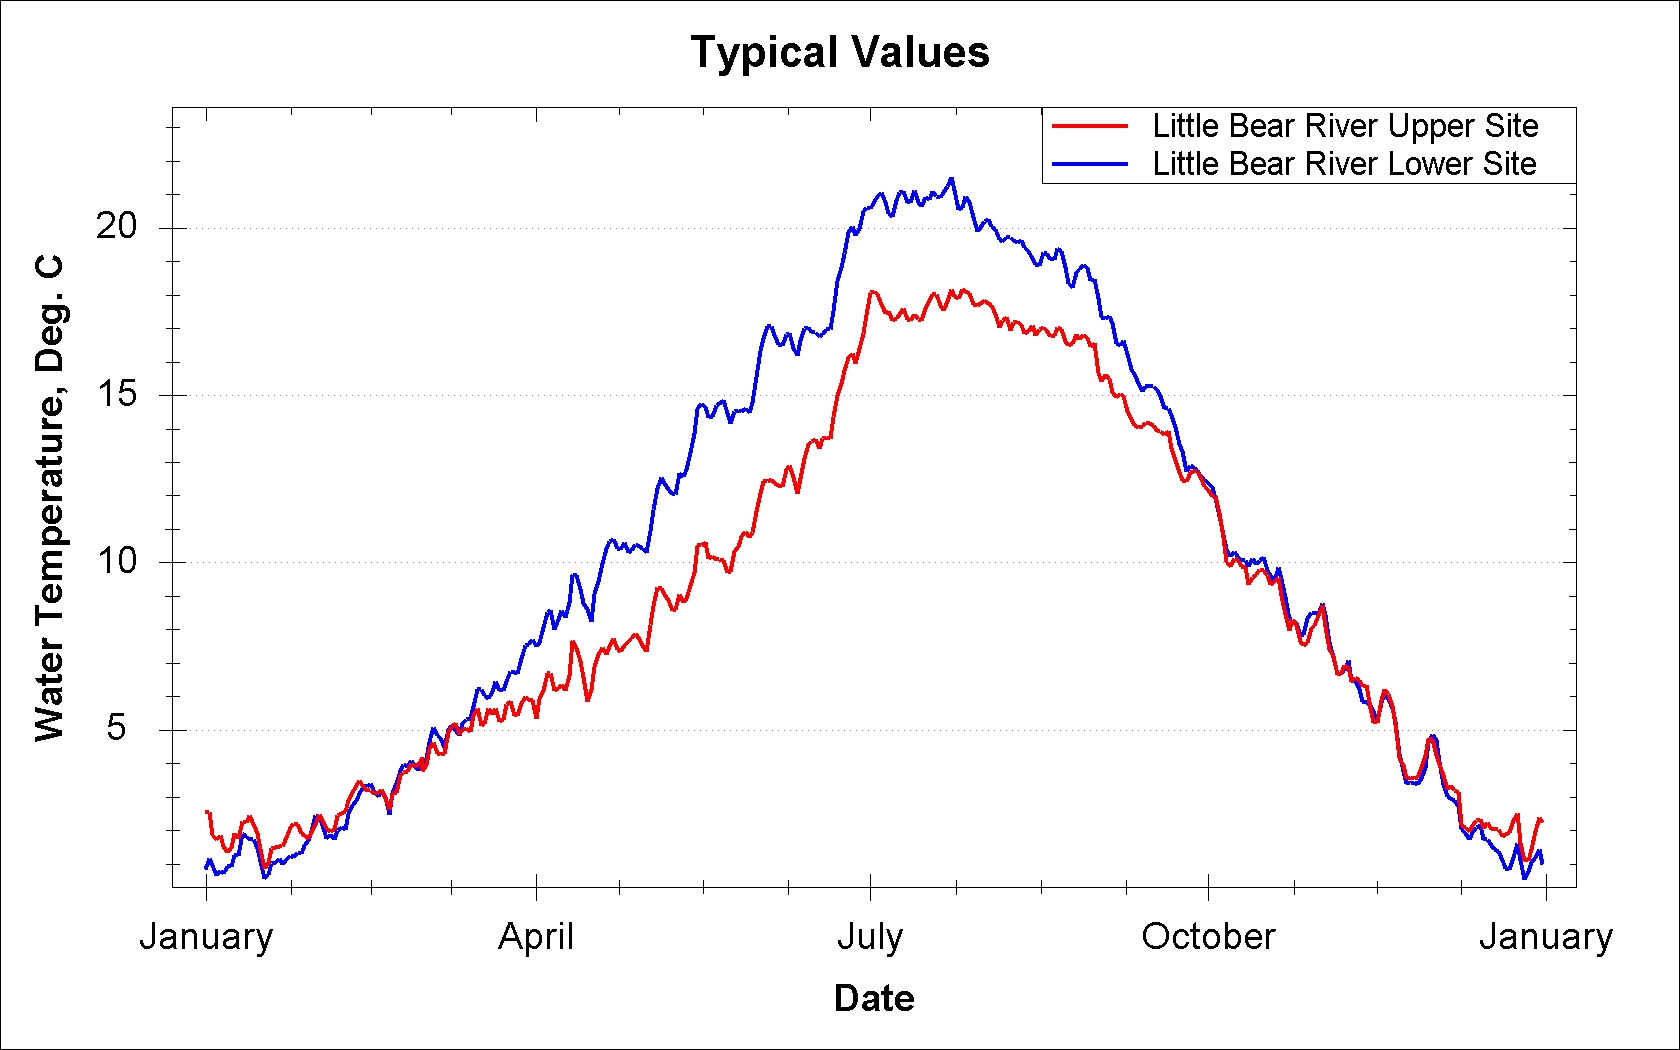 Typical Values
Little Bear River Upper Site
Little Bear River Lower Site
Water Temperature, Deg. C
20
15
10
5
January April July October January
Date